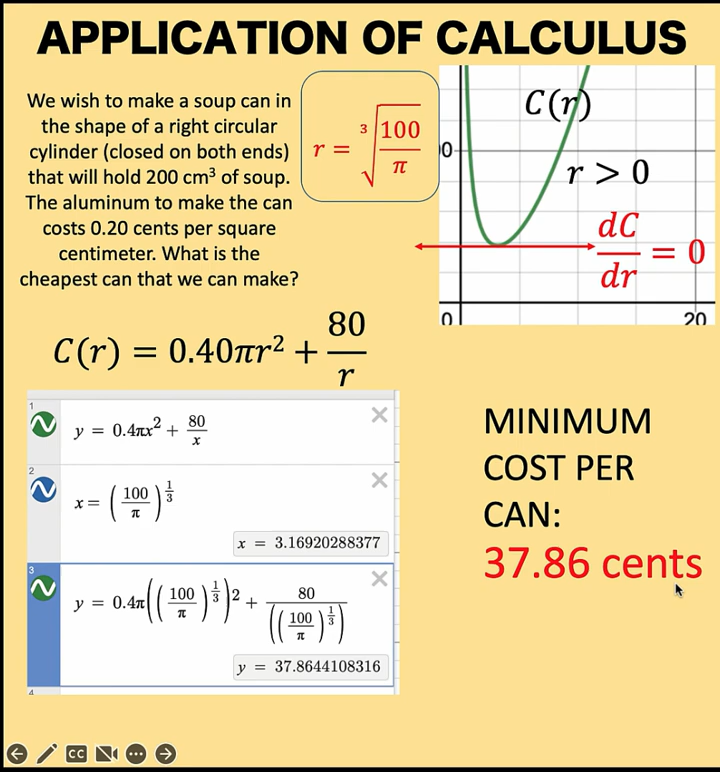 APPLICATION OF CALCULUS
We wish to make a soup can in
the shape of a right circular
cylinder (closed on both ends)
that will hold 200 cm³ of soup.
The aluminum to make the can
costs 0.20 cents per square
centimeter. What is the
cheapest can that we can make?
r = ∛(100/π)
C(r)
r > 0
dC/dr = 0
0
0
20
C(r) = 0.40πr² + 80/r
1
y = 0.4πx² + 80/x
2
x = (100/π)^(1/3)
x = 3.16920288377
3
y = 0.4π((100/π)^(1/3))2 + 80/((100/π)^(1/3))
y = 37.8644108316
4
MINIMUM
COST PER
CAN:
37.86 cents
CC